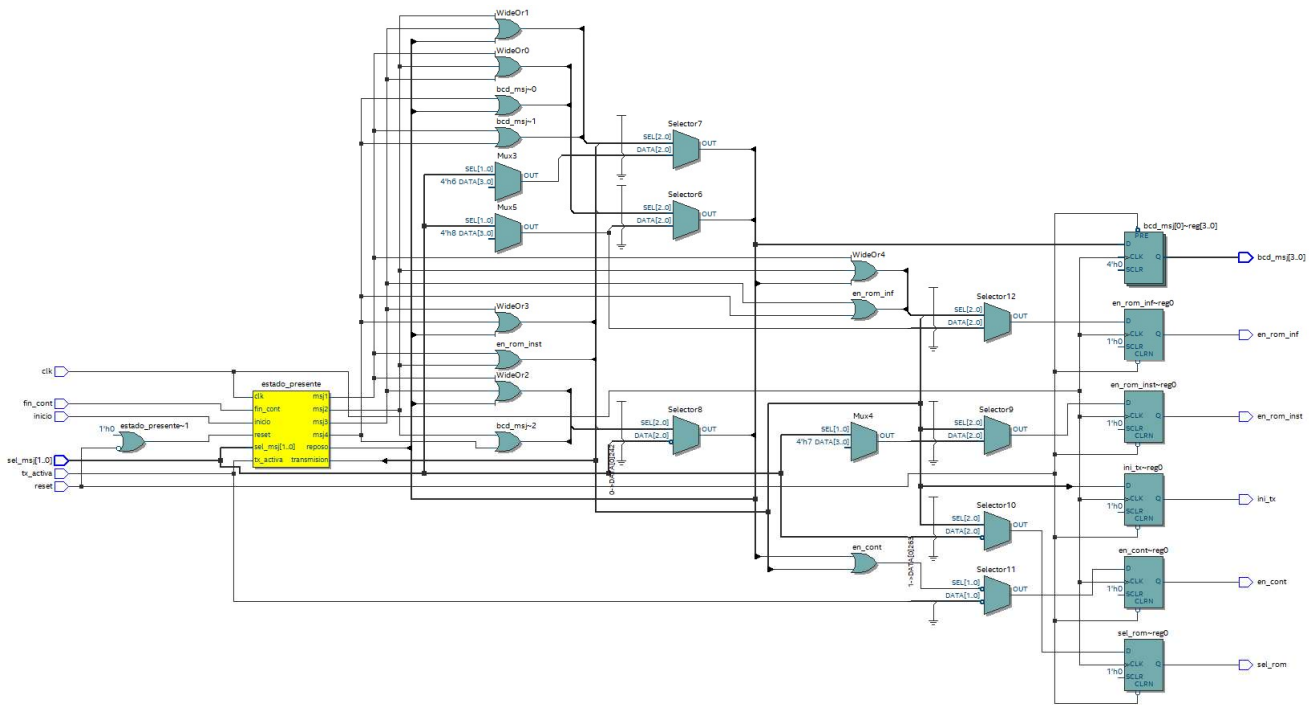 WideOr1
WideOr0
bcd_msj~0
bcd_msj~1
Mux3
SEL[1..0]
4'h6 DATA[3..0]
OUT
Mux5
SEL[1..0]
4'h8 DATA[3..0]
OUT
Selector7
SEL[2..0]
DATA[2..0]
OUT
Selector6
SEL[2..0]
DATA[2..0]
OUT
WideOr4
en_rom_inf
WideOr3
en_rom_inst
WideOr2
bcd_msj~2
Selector12
SEL[2..0]
DATA[2..0]
OUT
bcd_msj[0]~reg[3..0]
PRE
D
CLK
Q
4'h0
SCLR
bcd_msj[3..0]
en_rom_inf~reg0
D
CLK
Q
1'h0
SCLR
CLRN
en_rom_inf
clk
fin_cont
inicio
sel_msj[1..0]
tx_activa
reset
estado_presente~1
1'h0
estado_presente
clk
msj1
fin_cont
msj2
inicio
msj3
reset
msj4
sel_msj[1..0]
reposo
tx_activa
transmision
Selector8
SEL[2..0]
DATA[2..0]
OUT
0->DATA[0]242
Mux4
SEL[1..0]
4'h7 DATA[3..0]
OUT
Selector9
SEL[2..0]
DATA[2..0]
OUT
en_rom_inst~reg0
D
CLK
Q
1'h0
SCLR
CLRN
en_rom_inst
Selector10
SEL[2..0]
DATA[2..0]
OUT
ini_tx~reg0
D
CLK
Q
1'h0
SCLR
CLRN
ini_tx
en_cont
1->DATA[0]263
Selector11
SEL[1..0]
DATA[1..0]
OUT
en_cont~reg0
D
CLK
Q
1'h0
SCLR
CLRN
en_cont
sel_rom~reg0
D
CLK
Q
1'h0
SCLR
CLRN
sel_rom